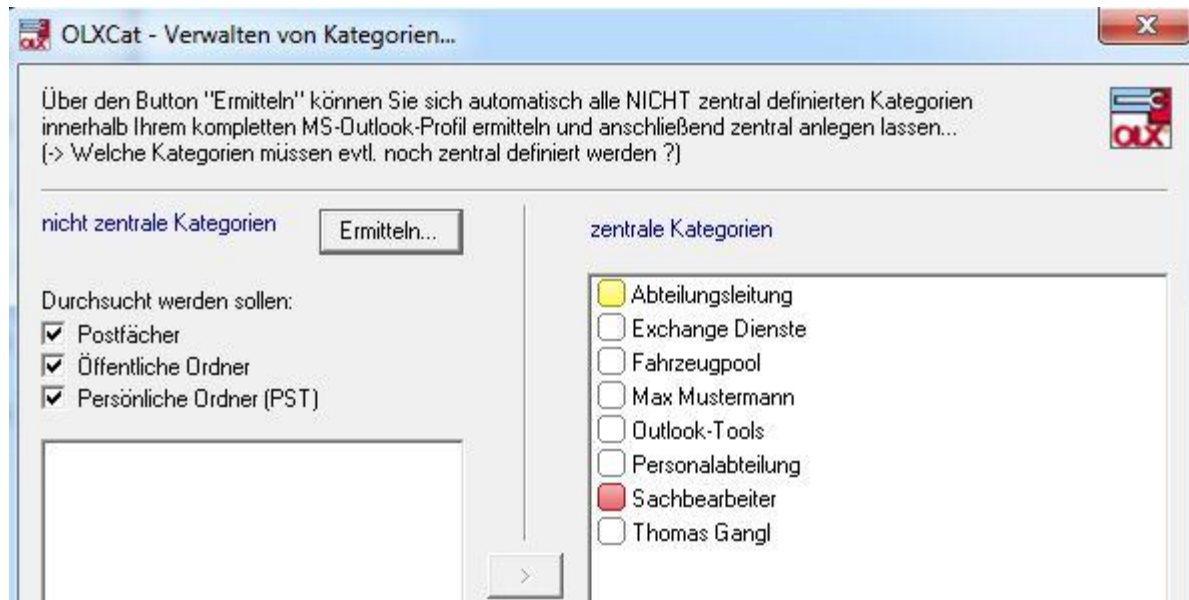 OLXCat - Verwalten von Kategorien...
Über den Button "Ermitteln" können Sie sich automatisch alle NICHT zentral definierten Kategorien
innerhalb Ihrem kompletten MS-Outlook-Profil ermitteln und anschließend zentral anlegen lassen...
(-> Welche Kategorien müssen evtl. noch zentral definiert werden ?)
OLX
nicht zentrale Kategorien
Ermitteln...
Durchsucht werden sollen:
Postfächer
Öffentliche Ordner
Persönliche Ordner (PST)
>
zentrale Kategorien
Abteilungsleitung
Exchange Dienste
Fahrzeugpool
Max Mustermann
Outlook-Tools
Personalabteilung
Sachbearbeiter
Thomas Gangl